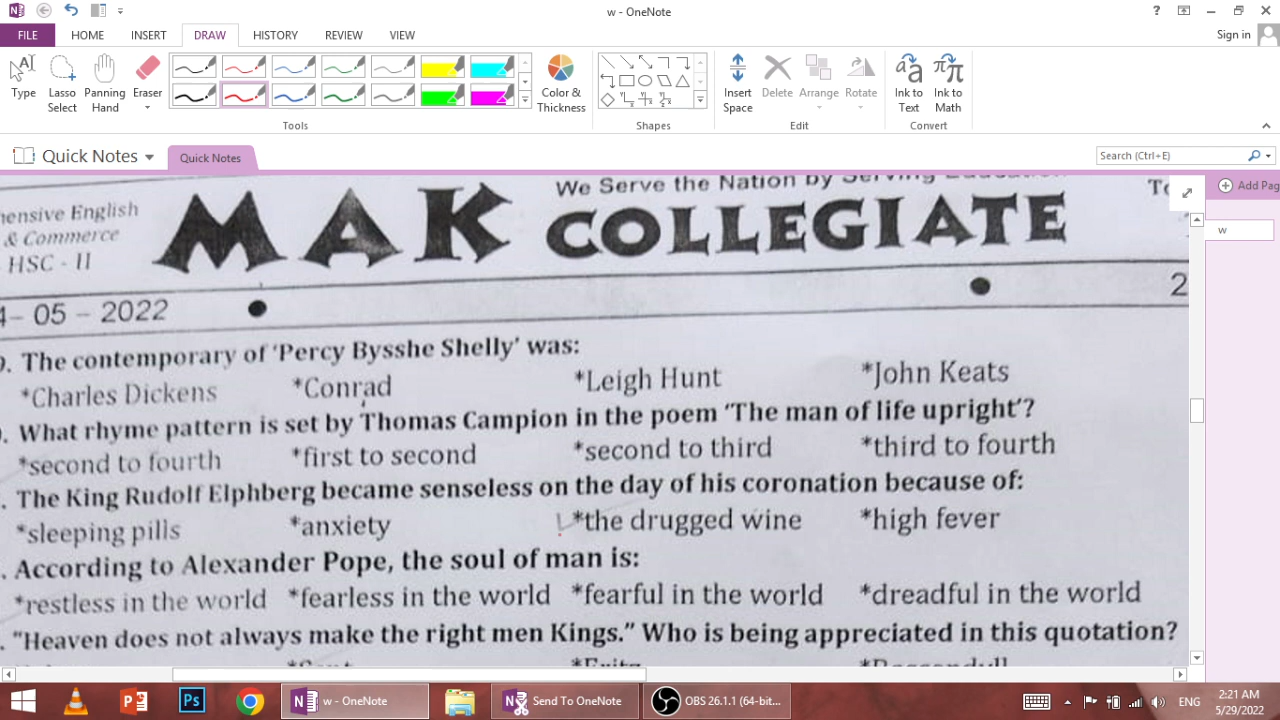 w - OneNote
FILE HOME INSERT DRAW HISTORY REVIEW VIEW Sign in
Type Lasso Select Panning Hand Eraser Color & Thickness Insert Space Delete Arrange Rotate Ink to Text Ink to Math
Tools Shapes Edit Convert
Quick Notes Quick Notes Search (Ctrl+E)
Add Pag
w
We Serve the Nation by Serving
English
& Commerce
HSC - II
MAK COLLEGIATE
- 05 - 2022
The contemporary of 'Percy Bysshe Shelly' was:
*Charles Dickens *Conrad *Leigh Hunt *John Keats
What rhyme pattern is set by Thomas Campion in the poem 'The man of life upright'?
*second to fourth *first to second *second to third *third to fourth
The King Rudolf Elphberg became senseless on the day of his coronation because of:
*sleeping pills *anxiety *the drugged wine *high fever
According to Alexander Pope, the soul of man is:
*restless in the world *fearless in the world *fearful in the world *dreadful in the world
"Heaven does not always make the right men Kings." Who is being appreciated in this quotation?
w - OneNote Send To OneNote OBS 26.1.1 (64-bit... ENG 2:21 AM
5/29/2022